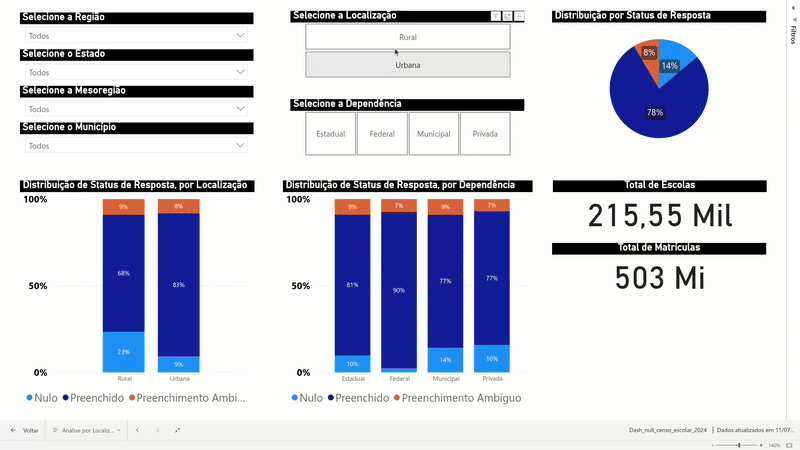 Selecione a Região
Todos
Selecione o Estado
Todos
Selecione a Mesoregião
Todos
Selecione o Município
Todos
Selecione a Localização
Rural
Urbana
Selecione a Dependência
Estadual
Federal
Municipal
Privada
Distribuição por Status de Resposta
8%
14%
78%
Filtros
Distribuição de Status de Resposta, por Localização
100%
50%
0%
9%
68%
23%
8%
83%
9%
Rural
Urbana
Nulo
Preenchido
Preenchimento Ambí...
Distribuição de Status de Resposta, por Dependência
100%
50%
0%
9%
81%
10%
7%
90%
9%
77%
14%
7%
77%
16%
Estadual
Federal
Municipal
Privada
Nulo
Preenchido
Preenchimento Ambíguo
Total de Escolas
215,55 Mil
Total de Matrículas
503 Mi
Voltar
Análise por Localiz...
Dash_null_censo_escolar_2024
Dados atualizados em 11/07...
140%